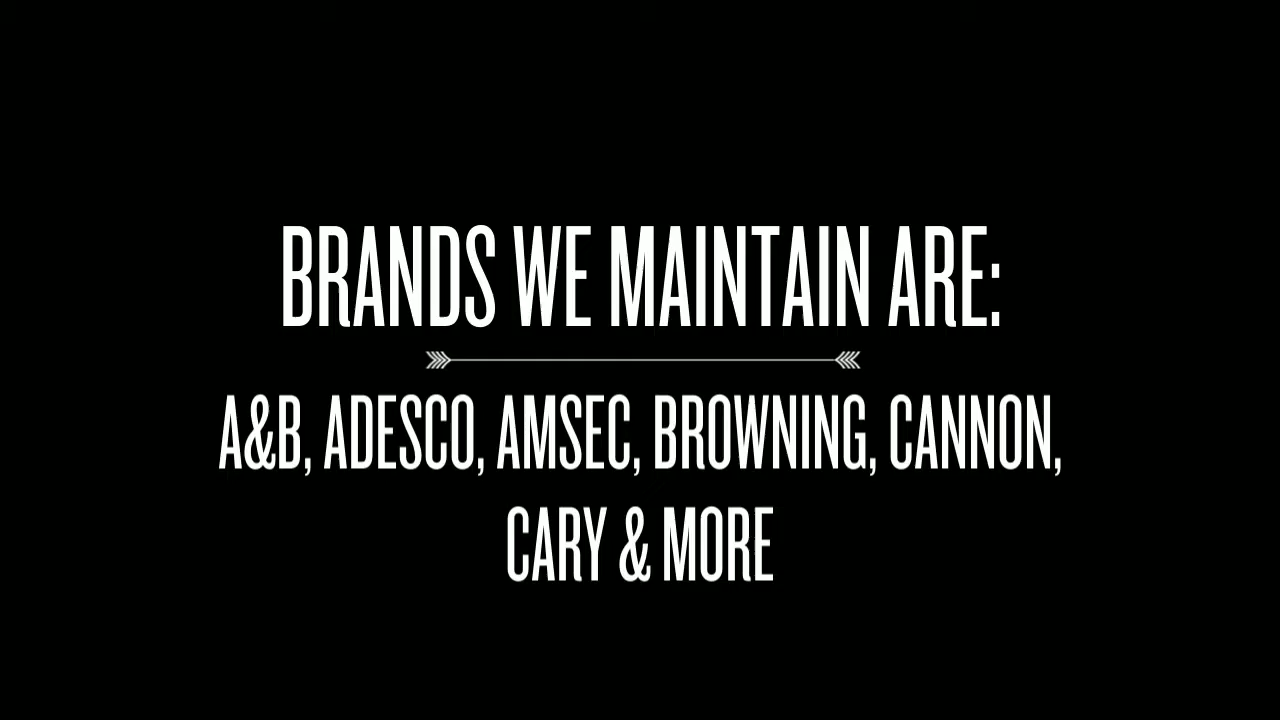 BRANDS WE MAINTAIN ARE:
A&B, ADESCO, AMSEC, BROWNING, CANNON,
CARY & MORE